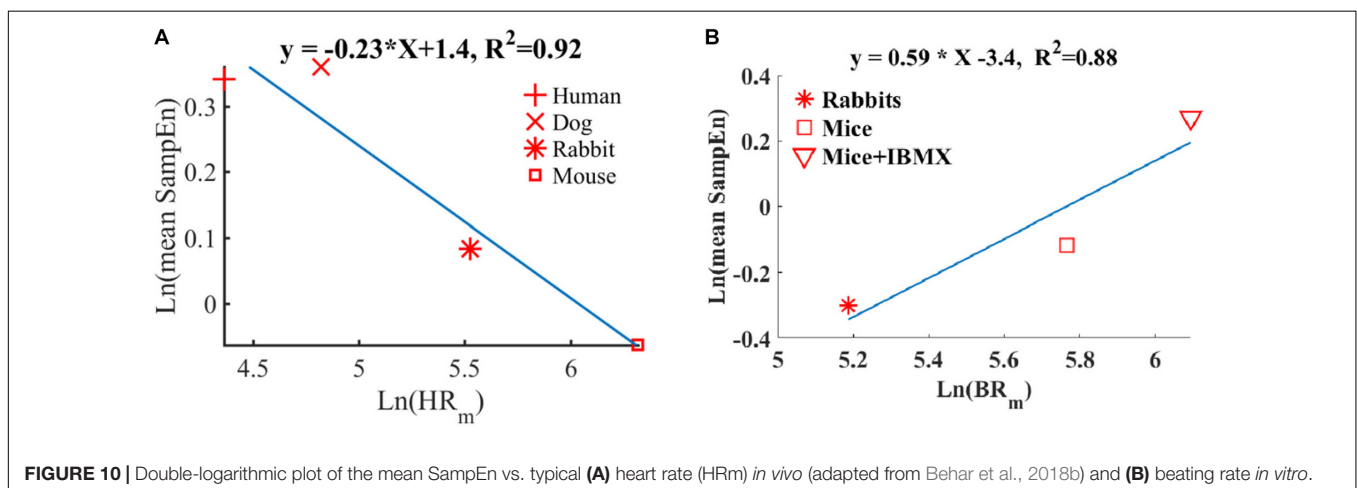 A
y = -0.23*X+1.4, R²=0.92
Human
Dog
Rabbit
Mouse
0.3
0.2
0.1
0
Ln(mean SampEn)
4.5 5 5.5 6
Ln(HRm)
B
y = 0.59 * X -3.4, R²=0.88
Rabbits
Mice
Mice+IBMX
0.4
0.2
0
-0.2
-0.4
Ln(mean SampEn)
5 5.2 5.4 5.6 5.8 6
Ln(BRm)
FIGURE 10 | Double-logarithmic plot of the mean SampEn vs. typical (A) heart rate (HRm) in vivo (adapted from Behar et al., 2018b) and (B) beating rate in vitro.